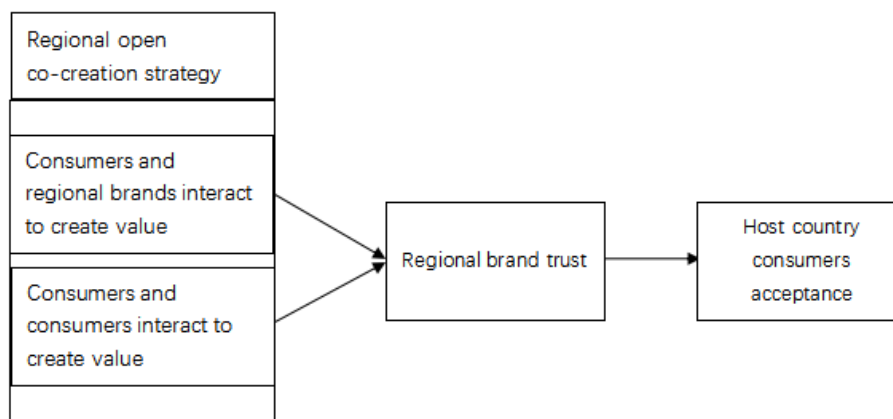 Regional open
co-creation strategy
Consumers and
regional brands interact
to create value
Consumers and
consumers interact to
create value
Regional brand trust
Host country
consumers
acceptance